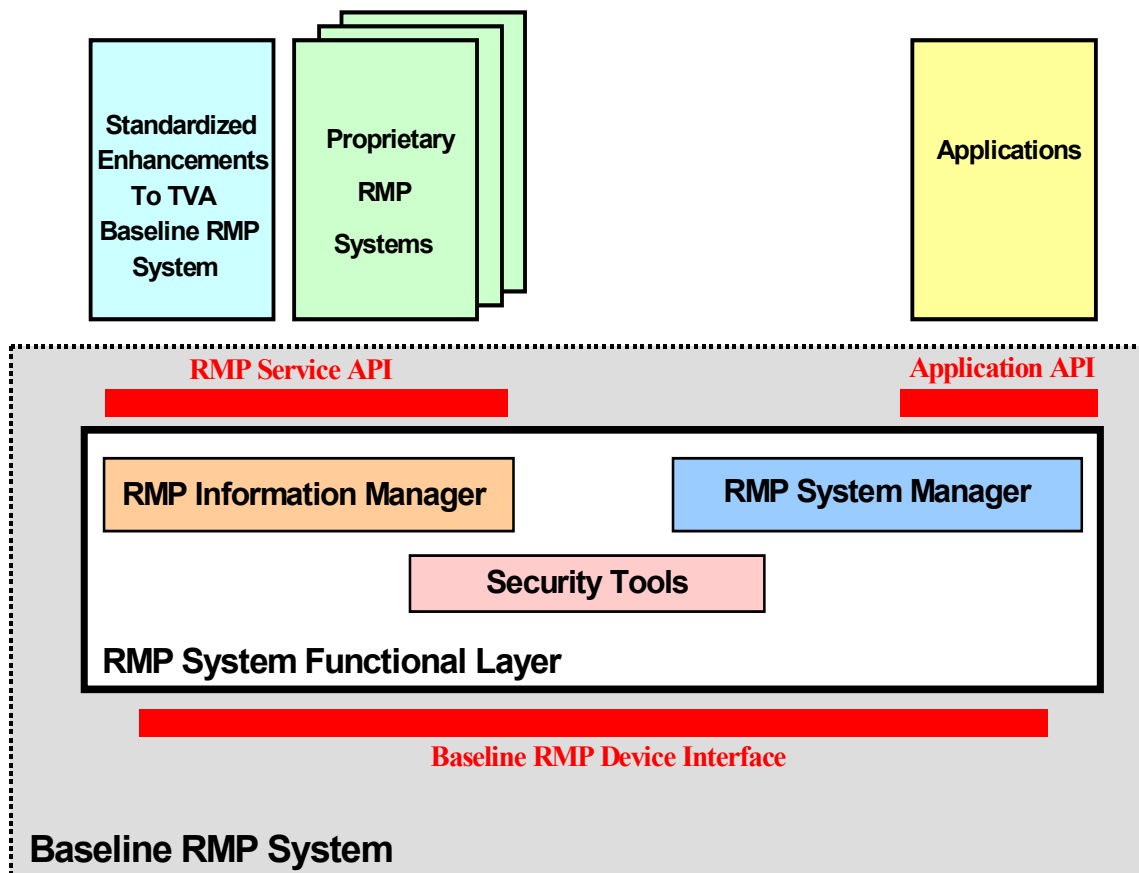 Standardized
Enhancements
To TVA
Baseline RMP
System
Proprietary
RMP
Systems
Applications
RMP Service API
Application API
RMP Information Manager
RMP System Manager
Security Tools
RMP System Functional Layer
Baseline RMP Device Interface
Baseline RMP System